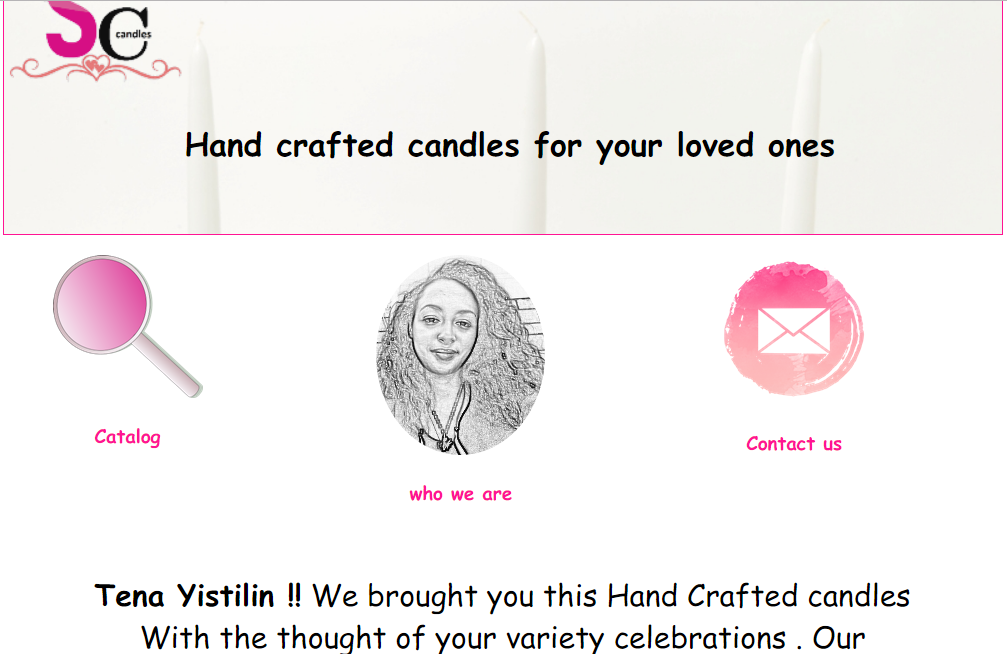 SC
candles
Hand crafted candles for your loved ones
Catalog
who we are
Contact us
Tena Yistilin !! We brought you this Hand Crafted candles
With the thought of your variety celebrations . Our